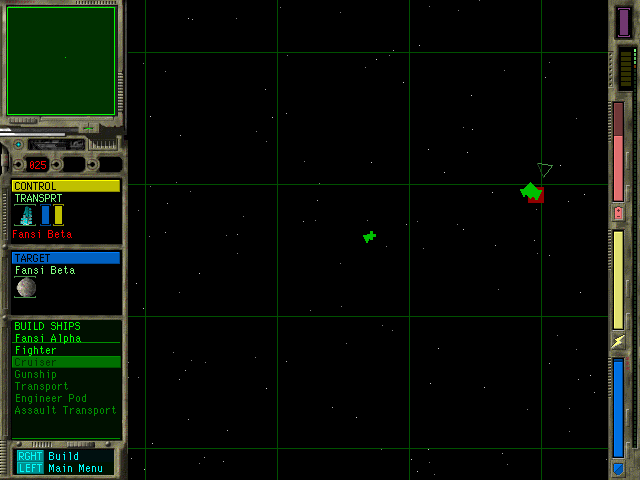 025
CONTROL
TRANSPRT
Fansi Beta
TARGET
Fansi Beta
BUILD SHIPS
Fansi Alpha
Fighter
Cruiser
Gunship
Transport
Engineer Pod
Assault Transport
RGHT Build
LEFT Main Menu